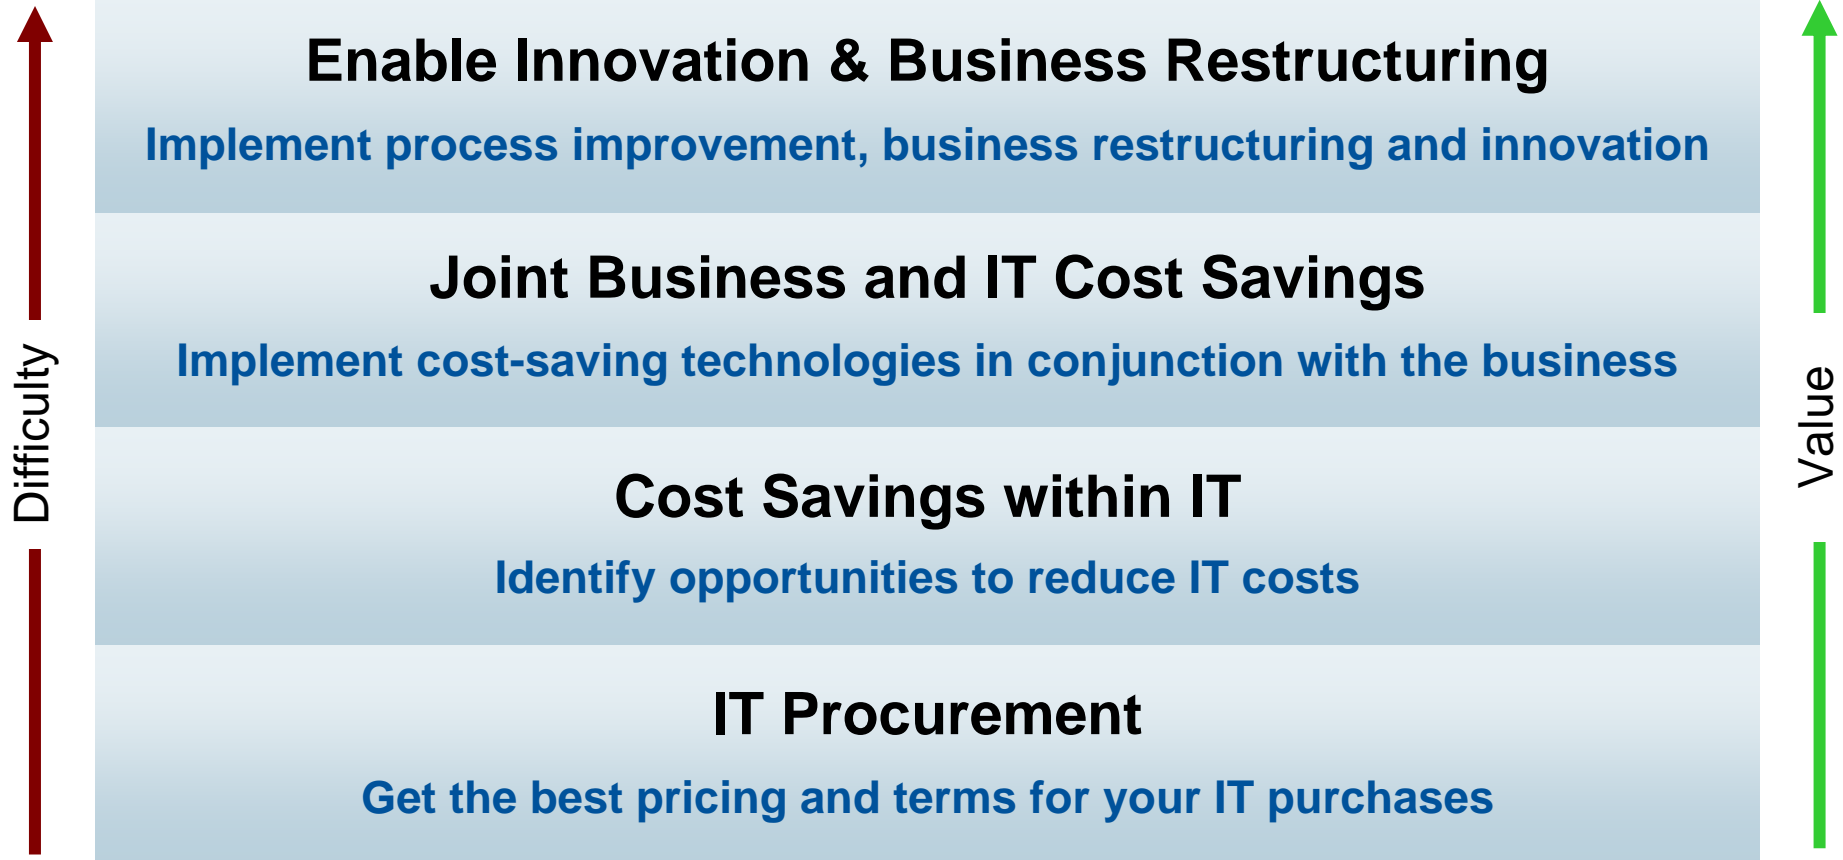 Enable Innovation & Business Restructuring
Implement process improvement, business restructuring and innovation
Joint Business and IT Cost Savings
Implement cost-saving technologies in conjunction with the business
Cost Savings within IT
Identify opportunities to reduce IT costs
IT Procurement
Get the best pricing and terms for your IT purchases
Difficulty
Value